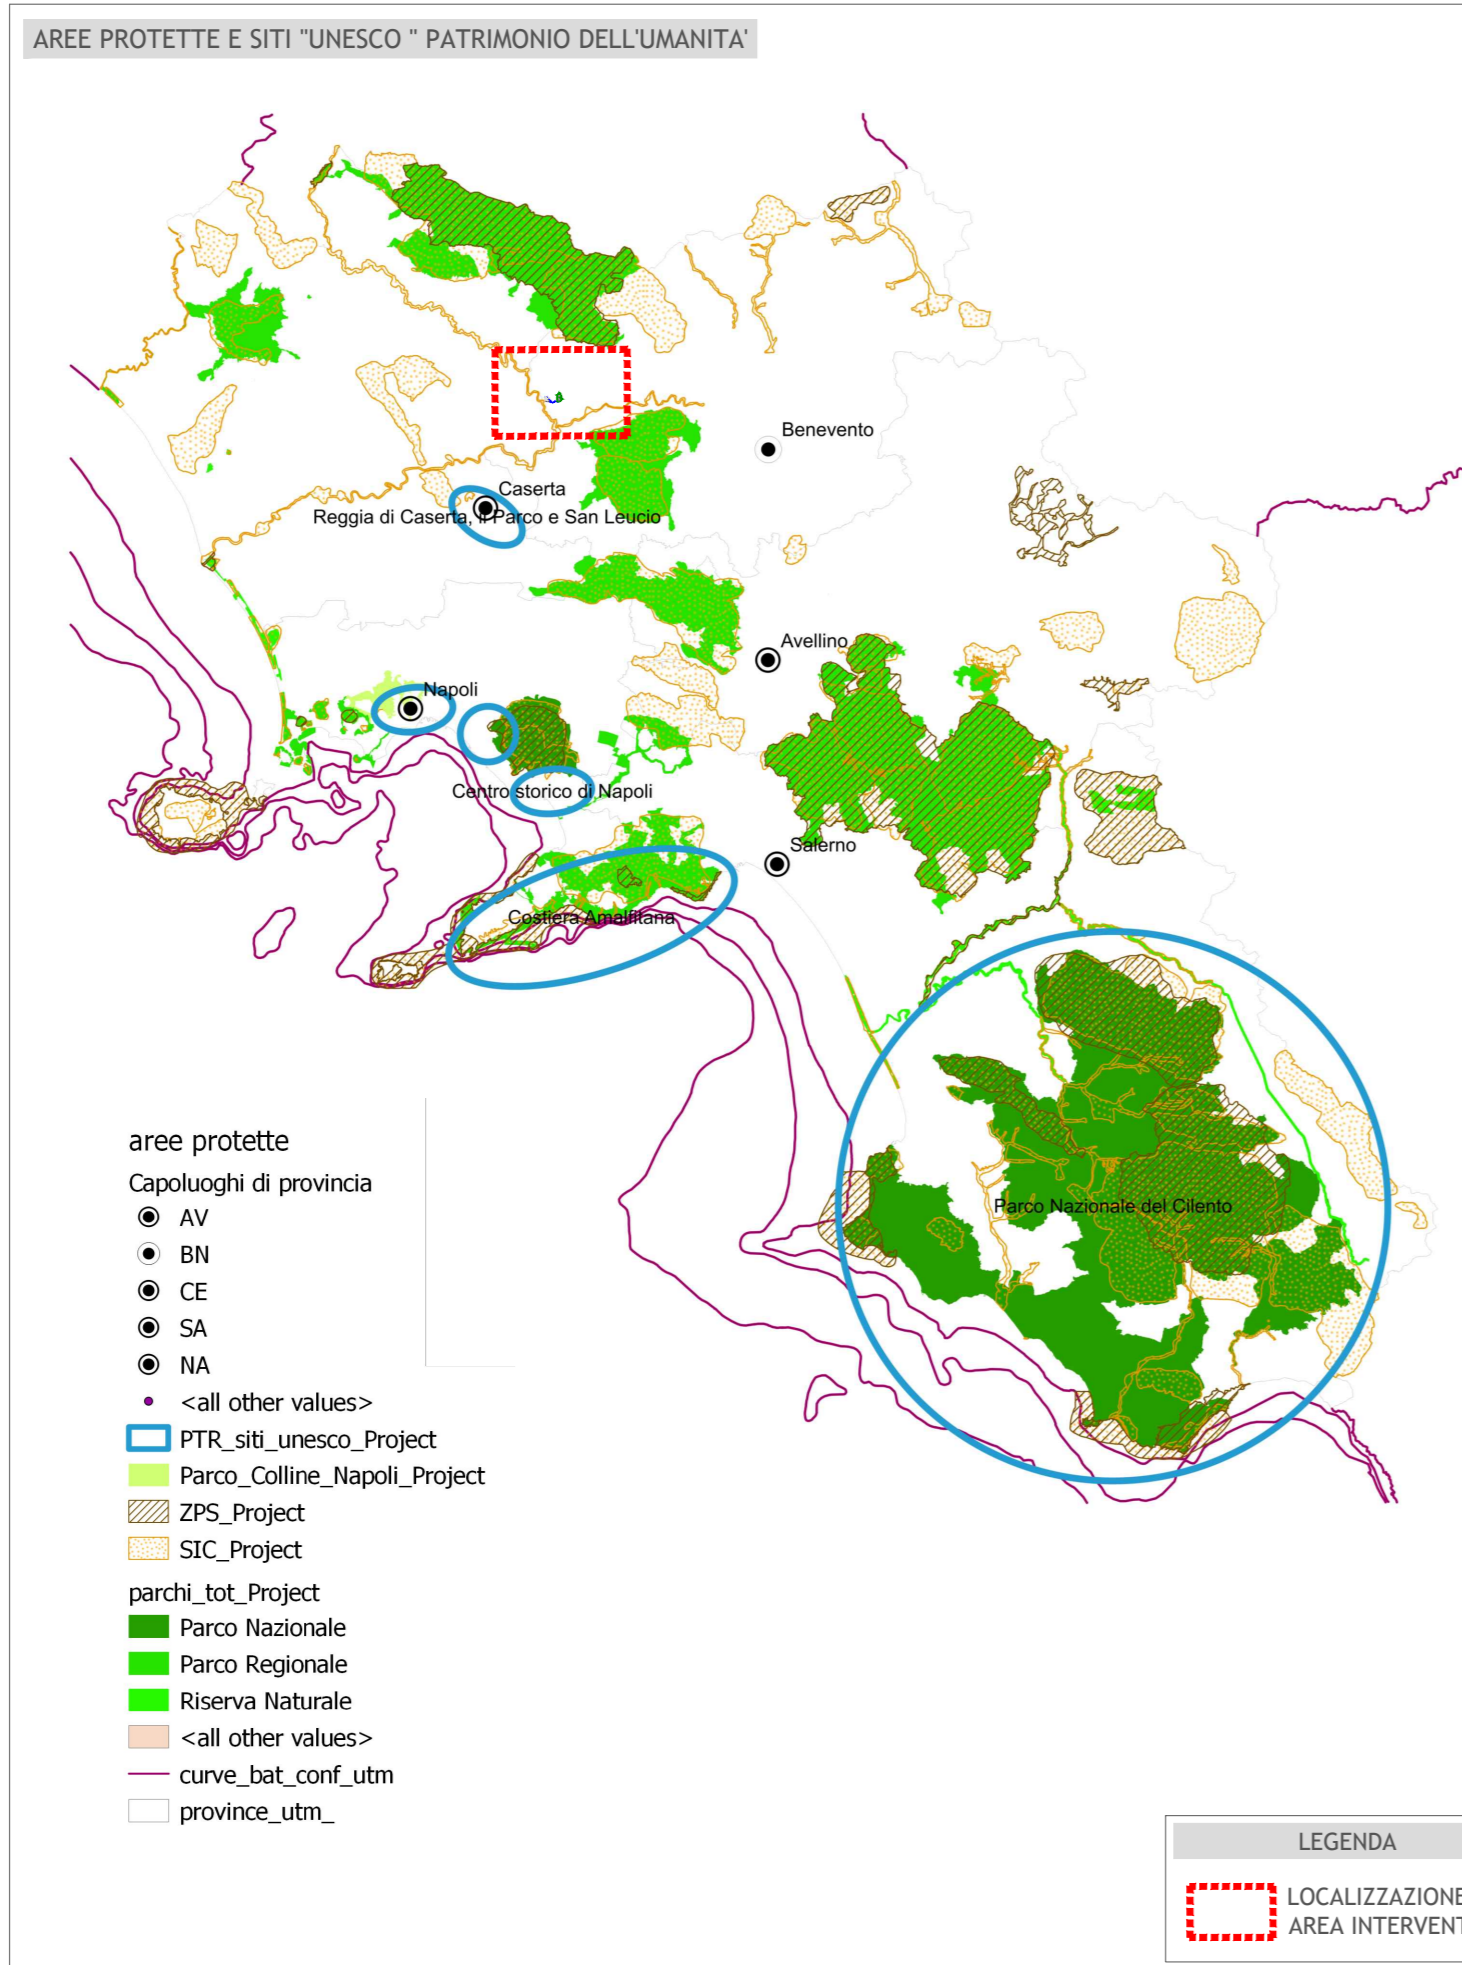 AREE PROTETTE E SITI "UNESCO " PATRIMONIO DELL'UMANITA'
Benevento
Caserta
Reggia di Caserta, il Parco e San Leucio
Avellino
Napoli
Centro storico di Napoli
Salerno
Costiera Amalfitana
Parco Nazionale del Cilento
aree protette
Capoluoghi di provincia
AV
BN
CE
SA
NA
<all other values>
PTR_siti_unesco_Project
Parco_Colline_Napoli_Project
ZPS_Project
SIC_Project
parchi_tot_Project
Parco Nazionale
Parco Regionale
Riserva Naturale
<all other values>
curve_bat_conf_utm
province_utm_
LEGENDA
LOCALIZZAZIONE
AREA INTERVENT